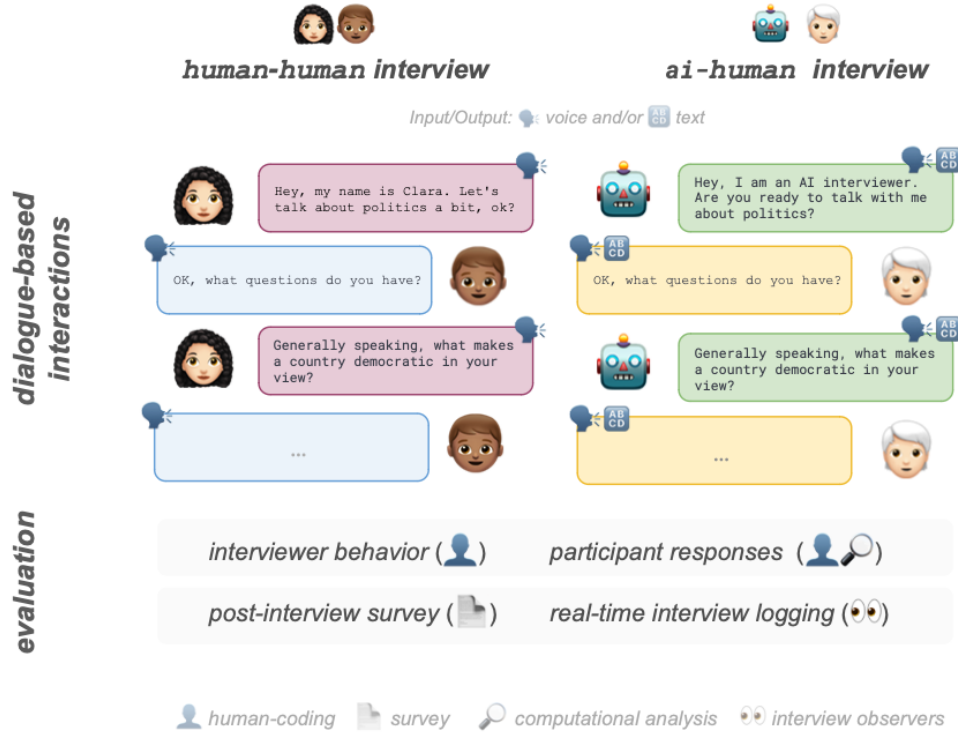 human-human interview
ai-human interview
Input/Output: voice and/or ABCD text
dialogue-based
interactions
Hey, my name is Clara. Let's
talk about politics a bit, ok?
ABCD
Hey, I am an AI interviewer.
Are you ready to talk with me
about politics?
OK, what questions do you have?
ABCD
OK, what questions do you have?
Generally speaking, what makes
a country democratic in your
view?
ABCD
Generally speaking, what makes
a country democratic in your
view?
...
ABCD
...
evaluation
interviewer behavior ( )
participant responses ( )
post-interview survey ( )
real-time interview logging ( )
human-coding survey computational analysis interview observers